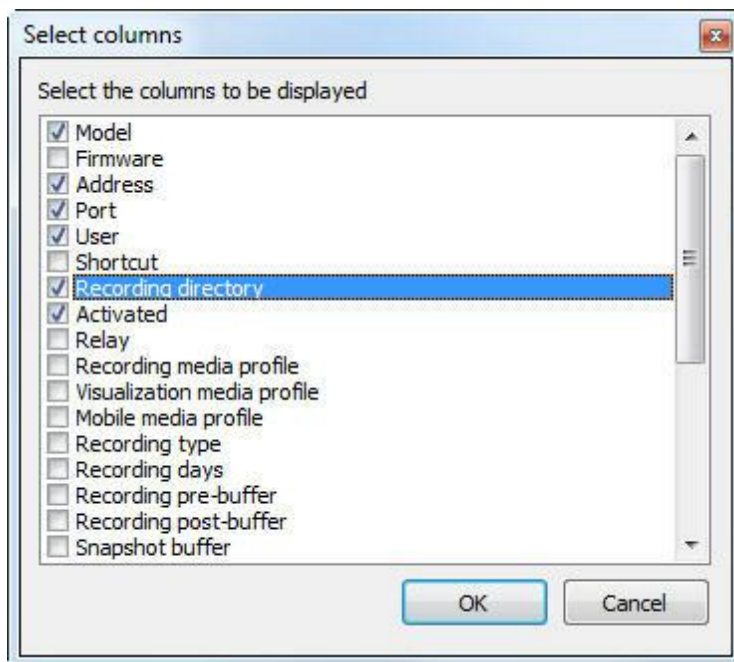 Select columns
Select the columns to be displayed
Model
Firmware
Address
Port
User
Shortcut
Recording directory
Activated
Relay
Recording media profile
Visualization media profile
Mobile media profile
Recording type
Recording days
Recording pre-buffer
Recording post-buffer
Snapshot buffer
OK Cancel